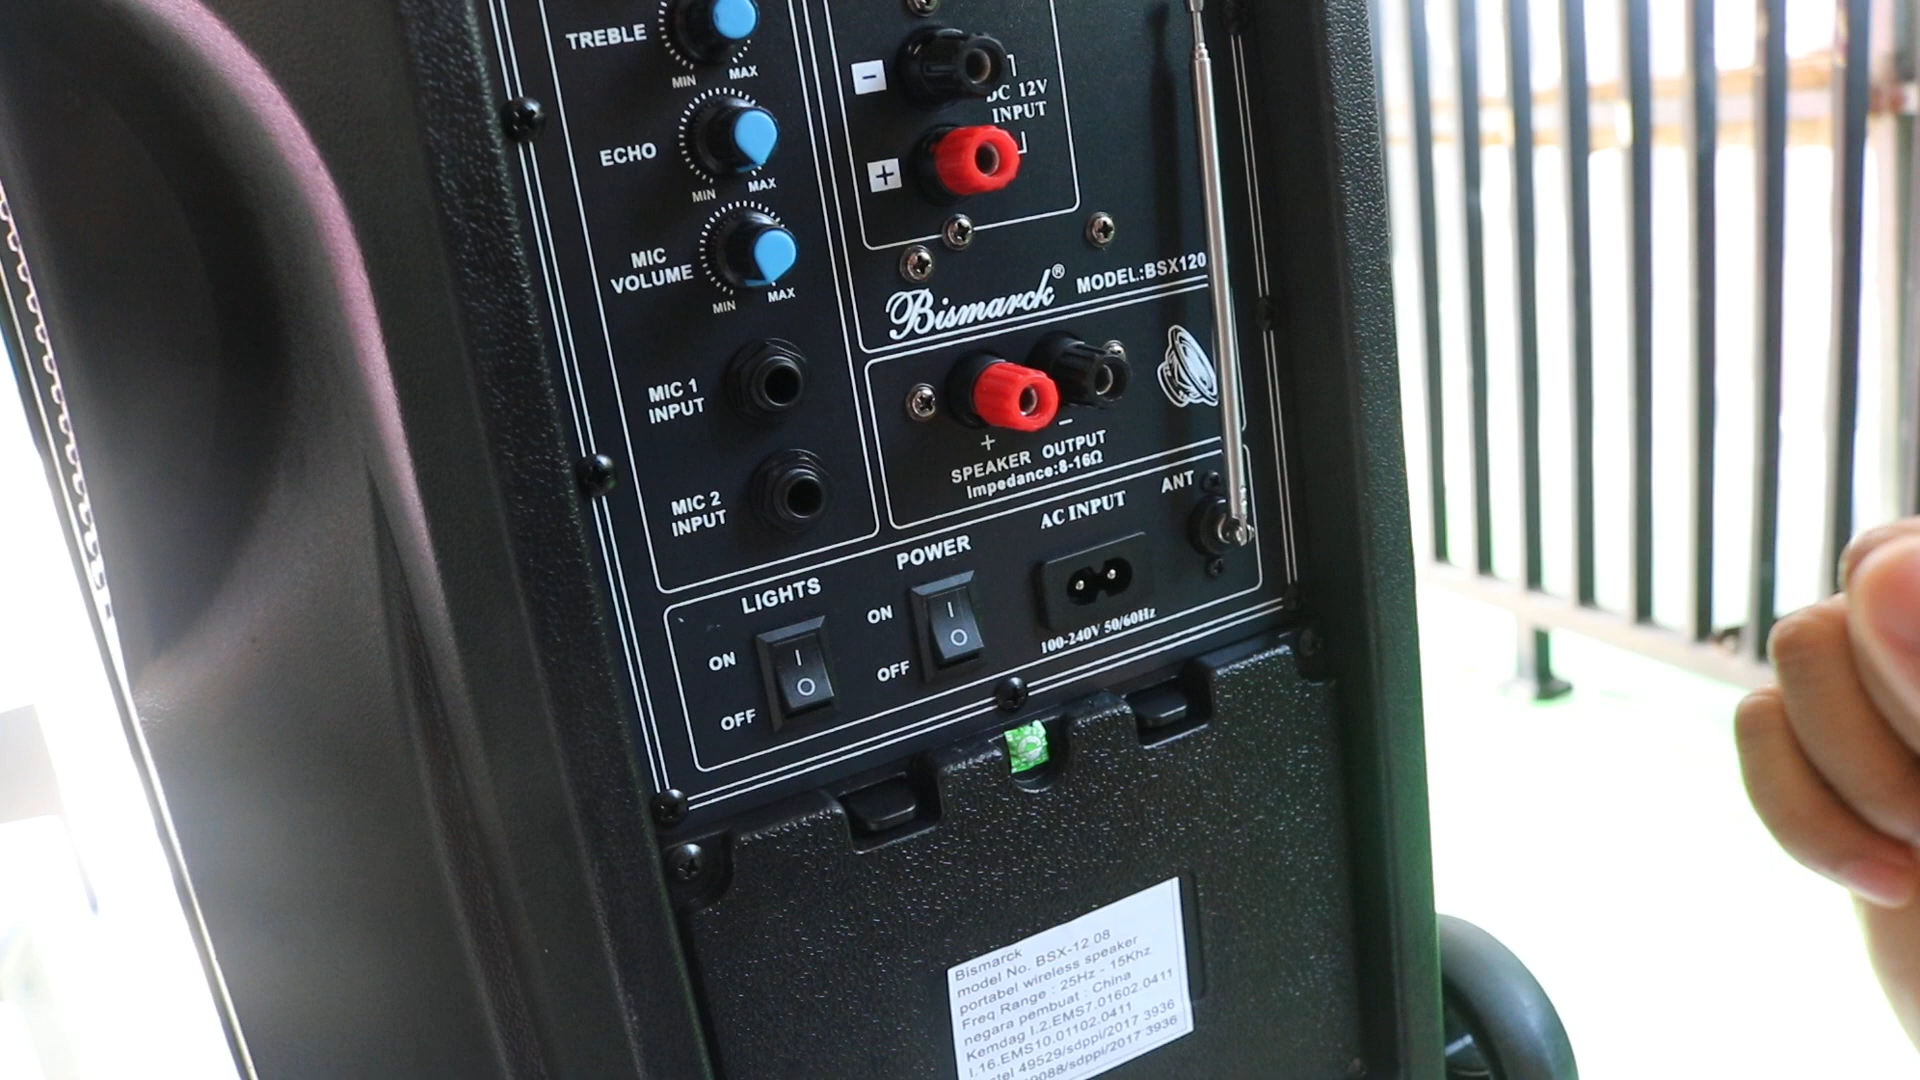 TREBLE
MIN MAX
ECHO
MIN MAX
MIC
VOLUME
MIN MAX
MIC 1
INPUT
MIC 2
INPUT
-
DC 12V
INPUT
+
Bismarck®
MODEL:BSX120
+ -
SPEAKER OUTPUT
Impedance:8-16Ω
LIGHTS
ON
OFF
POWER
ON
OFF
AC INPUT
100-240V 50/60Hz
ANT
Bismarck
model No. BSX-12 08
portabel wireless speaker
Freq Range : 25Hz - 15Khz
negara pembuat : China
Kemdag I.2.EMS7.01602.0411
I.16.EMS10.01102.0411
49529/sdppi/2017 3936
/sdppi/2017 3936